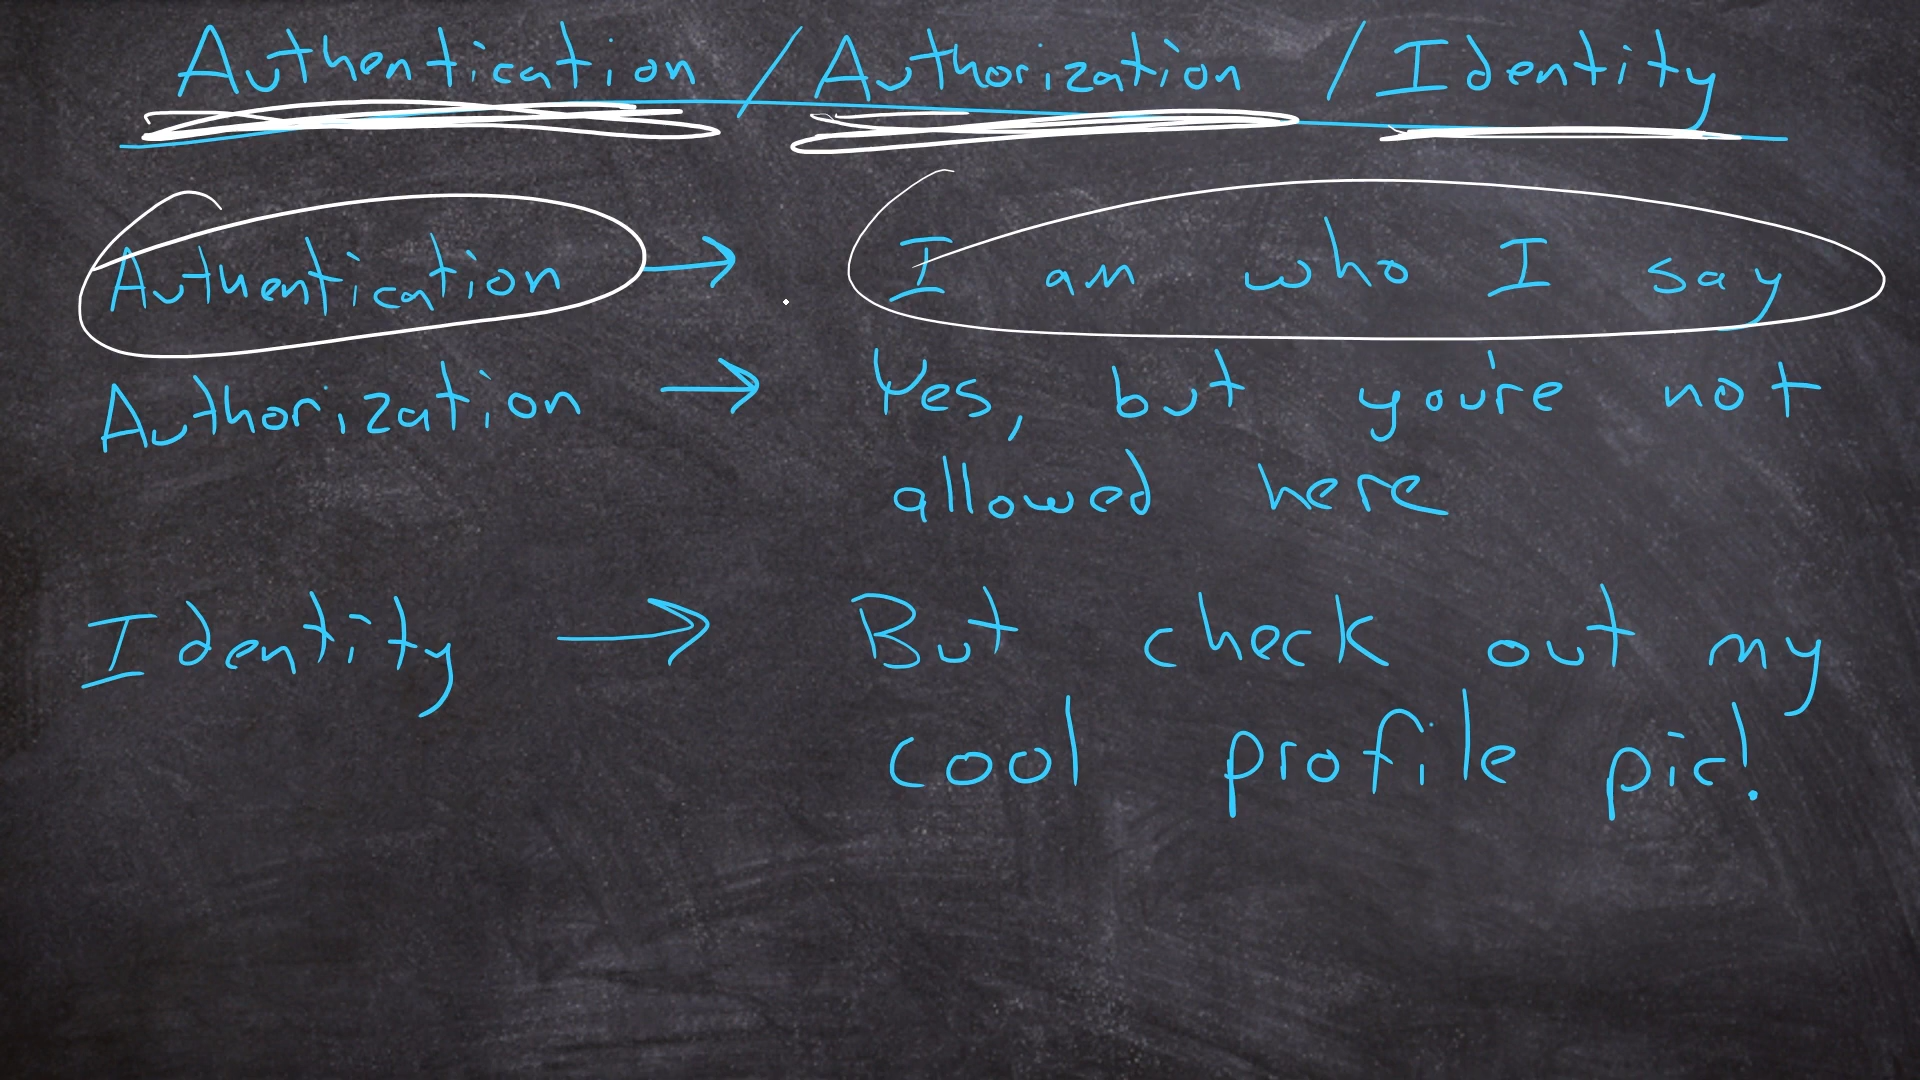 Authentication / Authorization / Identity
Authentication → I am who I say
Authorization → Yes, but you're not
allowed here
Identity → But check out my
cool profile pic!